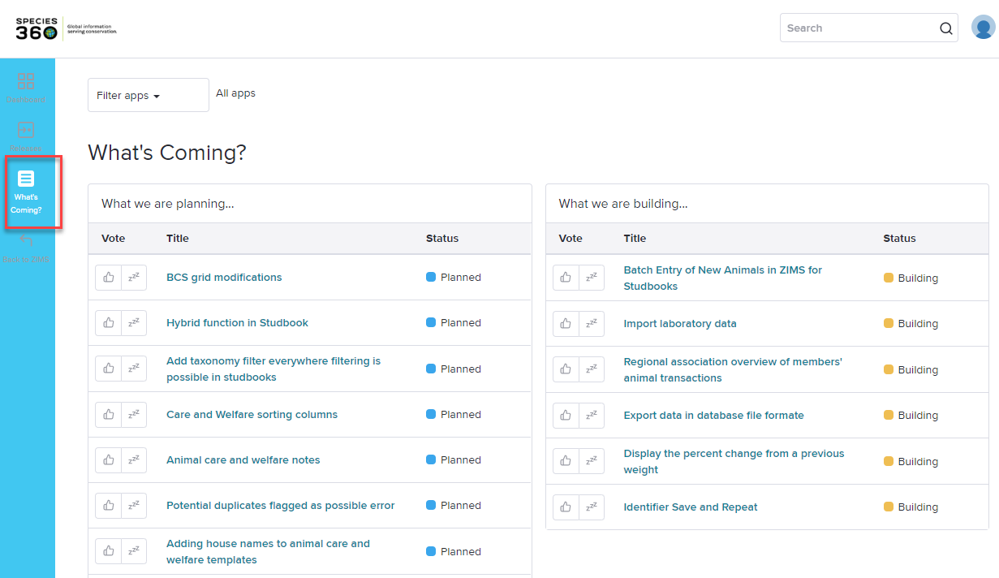 SPECIES
360
Global information
serving conservation.
Search
Dashboard
Releases
What's
Coming?
Back to ZIMS
Filter apps
All apps
What's Coming?
What we are planning...
Vote Title Status
zzz BCS grid modifications Planned
zzz Hybrid function in Studbook Planned
Add taxonomy filter everywhere filtering is
zzz possible in studbooks Planned
zzz Care and Welfare sorting columns Planned
zzz Animal care and welfare notes Planned
zzz Potential duplicates flagged as possible error Planned
Adding house names to animal care and
zzz welfare templates Planned
What we are building...
Vote Title Status
Batch Entry of New Animals in ZIMS for
zzz Studbooks Building
zzz Import laboratory data Building
Regional association overview of members'
zzz animal transactions Building
zzz Export data in database file formate Building
Display the percent change from a previous
zzz weight Building
zzz Identifier Save and Repeat Building